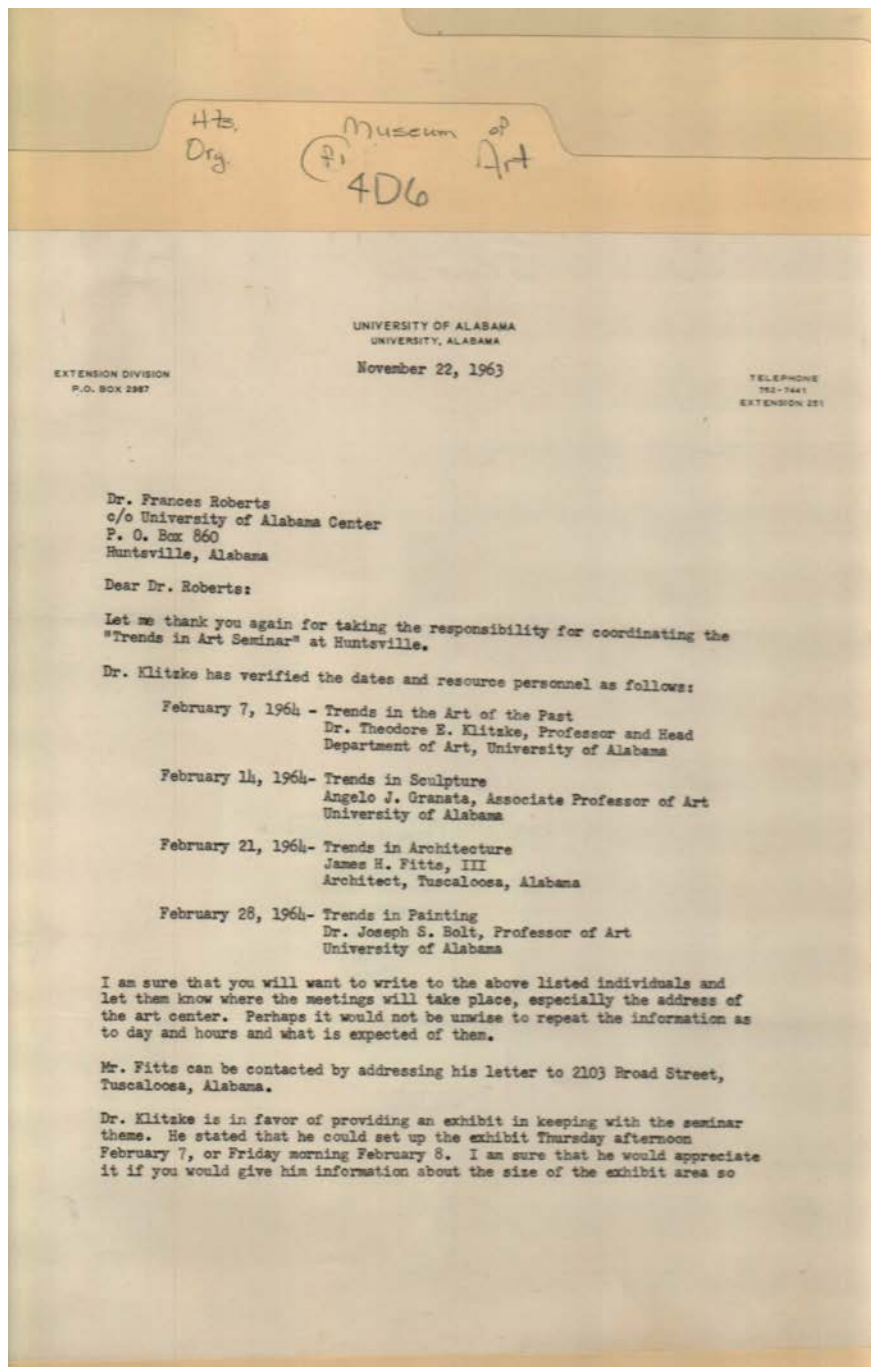 Hts. Museum of
Org. Art
4D6
UNIVERSITY OF ALABAMA
UNIVERSITY, ALABAMA
November 22, 1963
EXTENSION DIVISION
P.O. BOX 2987
TELEPHONE
752-7441
EXTENSION 251
Dr. Frances Roberts
c/o University of Alabama Center
P. O. Box 860
Huntsville, Alabama
Dear Dr. Roberts:
Let me thank you again for taking the responsibility for coordinating the
"Trends in Art Seminar" at Huntsville.
Dr. Klitzke has verified the dates and resource personnel as follows:
February 7, 1964 - Trends in the Art of the Past
Dr. Theodore E. Klitzke, Professor and Head
Department of Art, University of Alabama
February 14, 1964- Trends in Sculpture
Angelo J. Granata, Associate Professor of Art
University of Alabama
February 21, 1964- Trends in Architecture
James H. Fitts, III
Architect, Tuscaloosa, Alabama
February 28, 1964- Trends in Painting
Dr. Joseph S. Bolt, Professor of Art
University of Alabama
I am sure that you will want to write to the above listed individuals and
let them know where the meetings will take place, especially the address of
the art center. Perhaps it would not be unwise to repeat the information as
to day and hours and what is expected of them.
Mr. Fitts can be contacted by addressing his letter to 2103 Broad Street,
Tuscaloosa, Alabama.
Dr. Klitzke is in favor of providing an exhibit in keeping with the seminar
theme. He stated that he could set up the exhibit Thursday afternoon
February 7, or Friday morning February 8. I am sure that he would appreciate
it if you would give him information about the size of the exhibit area so